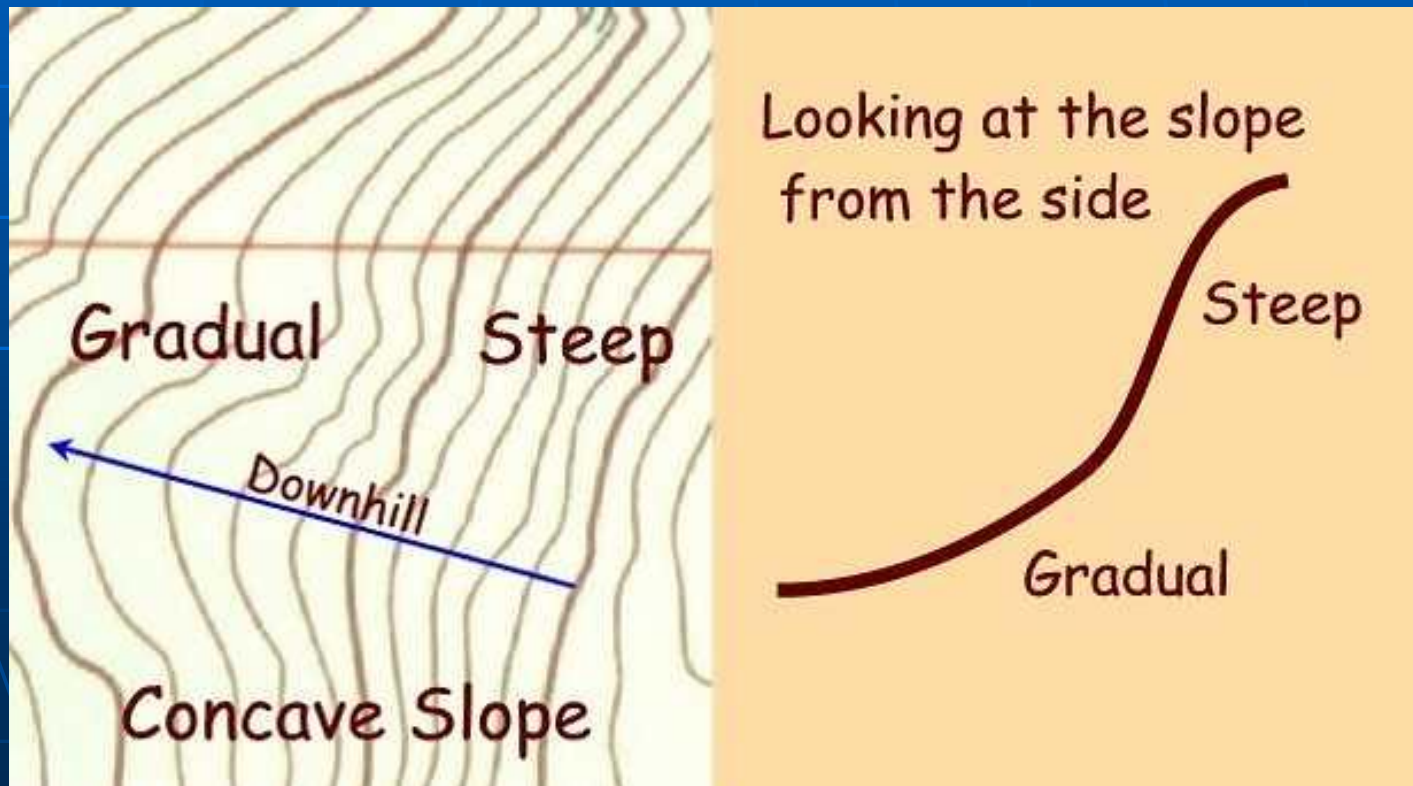 Gradual
Steep
Downhill
Concave Slope
Looking at the slope
from the side
Steep
Gradual